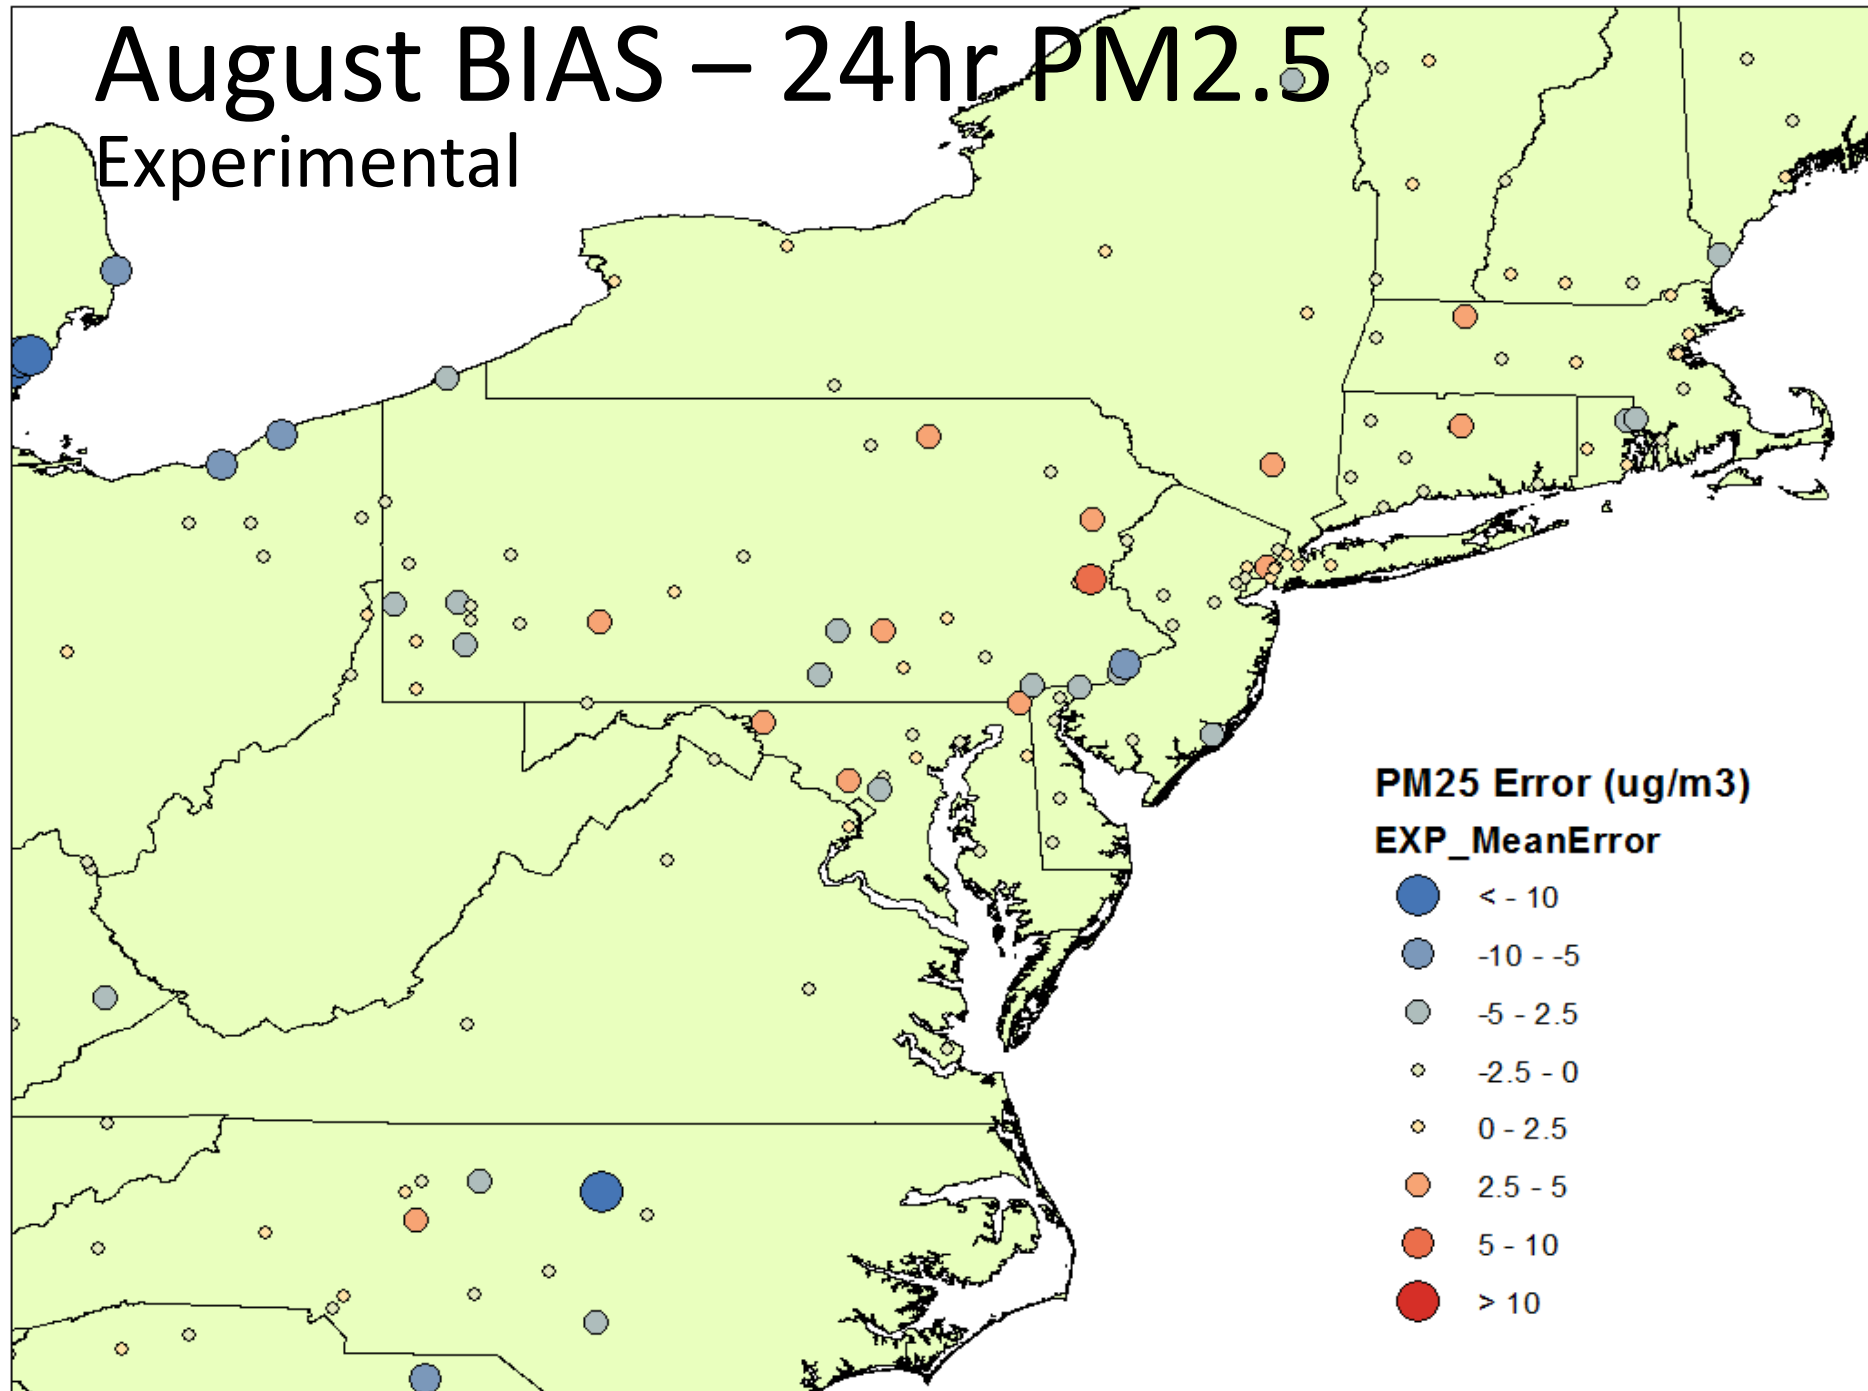 August BIAS – 24hr PM2.5
Experimental
PM25 Error (ug/m3)
EXP_MeanError
< - 10
-10 - -5
-5 - 2.5
-2.5 - 0
0 - 2.5
2.5 - 5
5 - 10
> 10